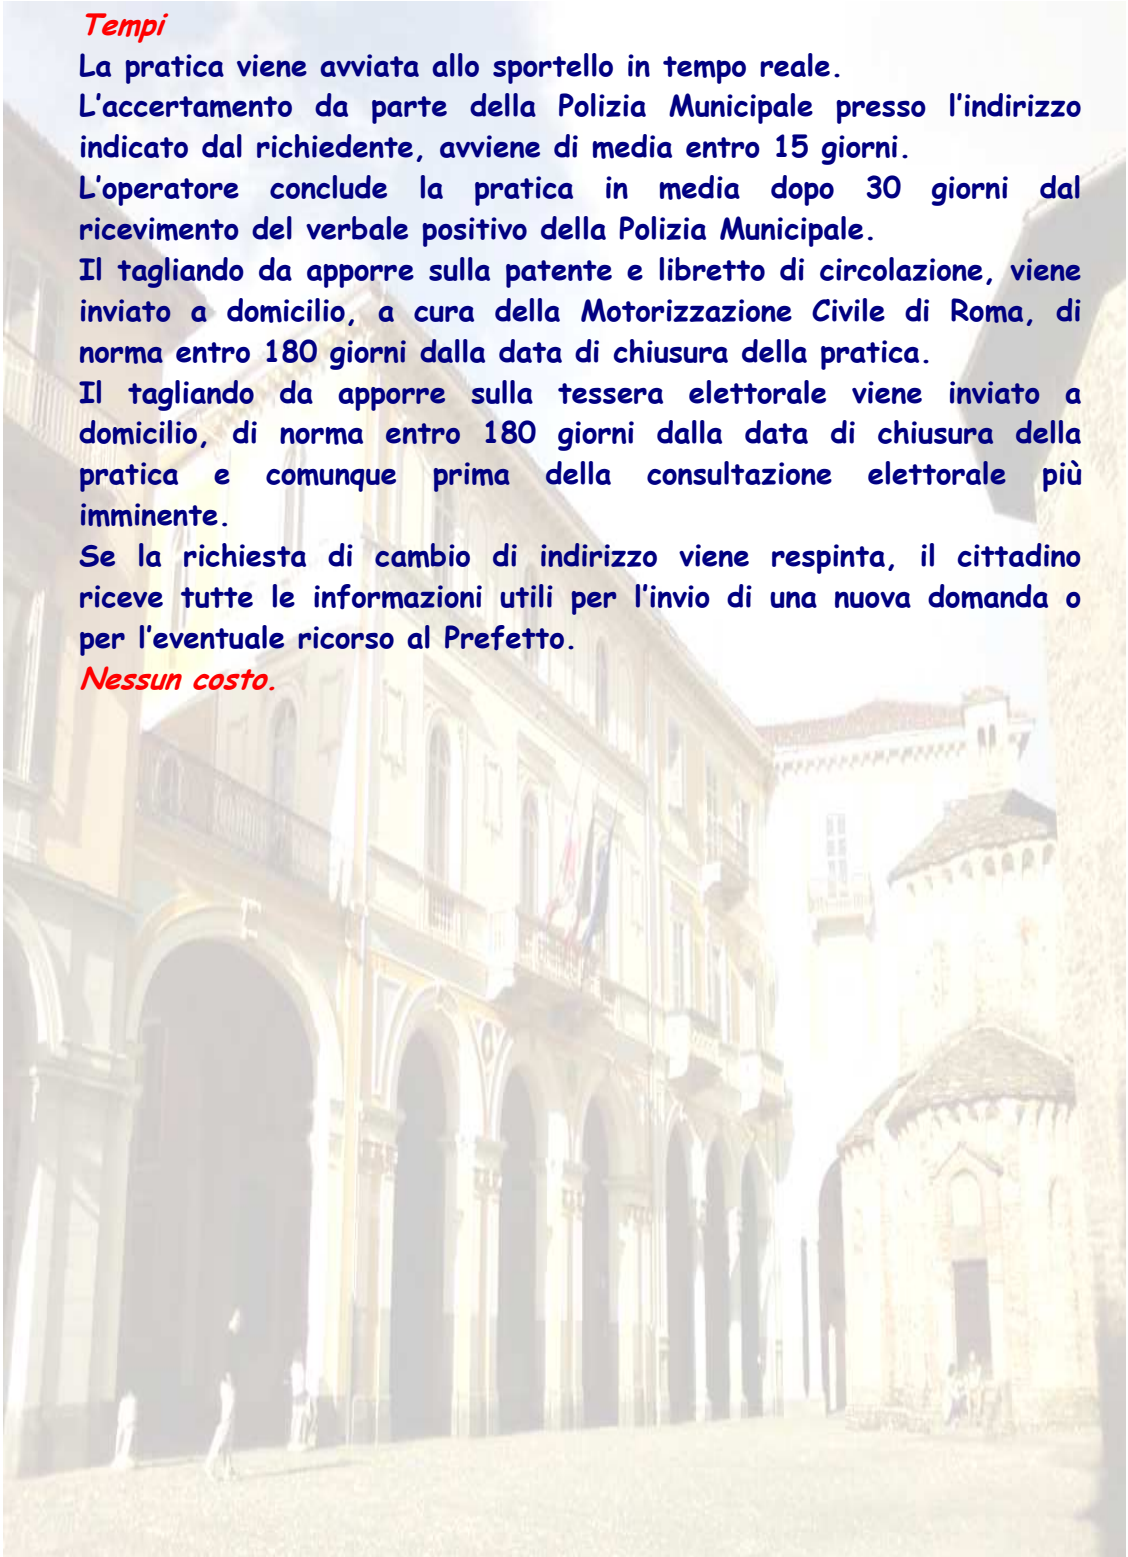 Tempi
La pratica viene avviata allo sportello in tempo reale.
L'accertamento da parte della Polizia Municipale presso l'indirizzo
indicato dal richiedente, avviene di media entro 15 giorni.
L'operatore conclude la pratica in media dopo 30 giorni dal
ricevimento del verbale positivo della Polizia Municipale.
Il tagliando da apporre sulla patente e libretto di circolazione, viene
inviato a domicilio, a cura della Motorizzazione Civile di Roma, di
norma entro 180 giorni dalla data di chiusura della pratica.
Il tagliando da apporre sulla tessera elettorale viene inviato a
domicilio, di norma entro 180 giorni dalla data di chiusura della
pratica e comunque prima della consultazione elettorale più
imminente.
Se la richiesta di cambio di indirizzo viene respinta, il cittadino
riceve tutte le informazioni utili per l'invio di una nuova domanda o
per l'eventuale ricorso al Prefetto.
Nessun costo.